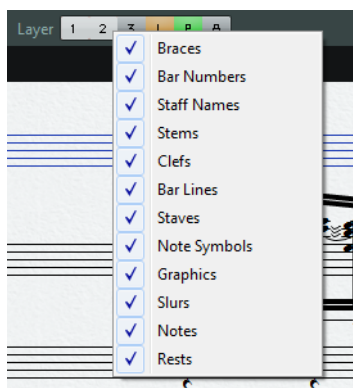 Layer 1 2 3 L P A
Braces
Bar Numbers
Staff Names
Stems
Clefs
Bar Lines
Staves
Note Symbols
Graphics
Slurs
Notes
Rests